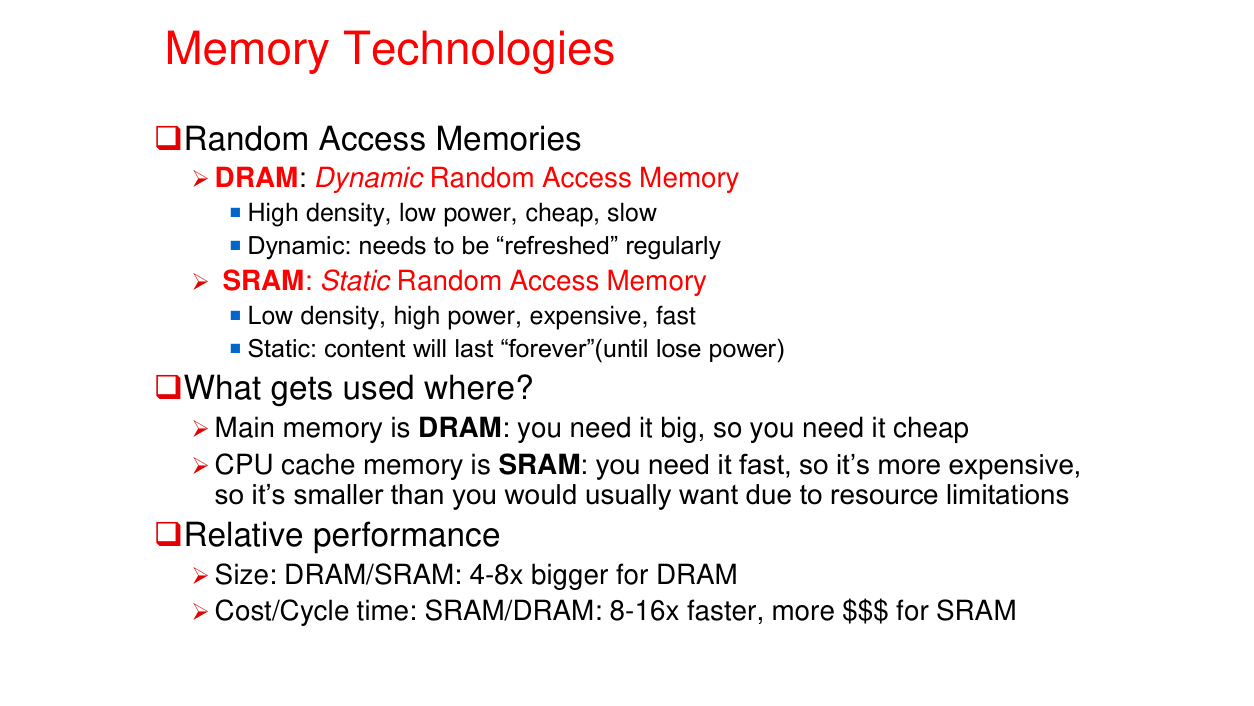 Memory Technologies
Random Access Memories
DRAM: Dynamic Random Access Memory
High density, low power, cheap, slow
Dynamic: needs to be “refreshed” regularly
SRAM: Static Random Access Memory
Low density, high power, expensive, fast
Static: content will last “forever”(until lose power)
What gets used where?
Main memory is DRAM: you need it big, so you need it cheap
CPU cache memory is SRAM: you need it fast, so it’s more expensive,
so it’s smaller than you would usually want due to resource limitations
Relative performance
Size: DRAM/SRAM: 4-8x bigger for DRAM
Cost/Cycle time: SRAM/DRAM: 8-16x faster, more $$$ for SRAM